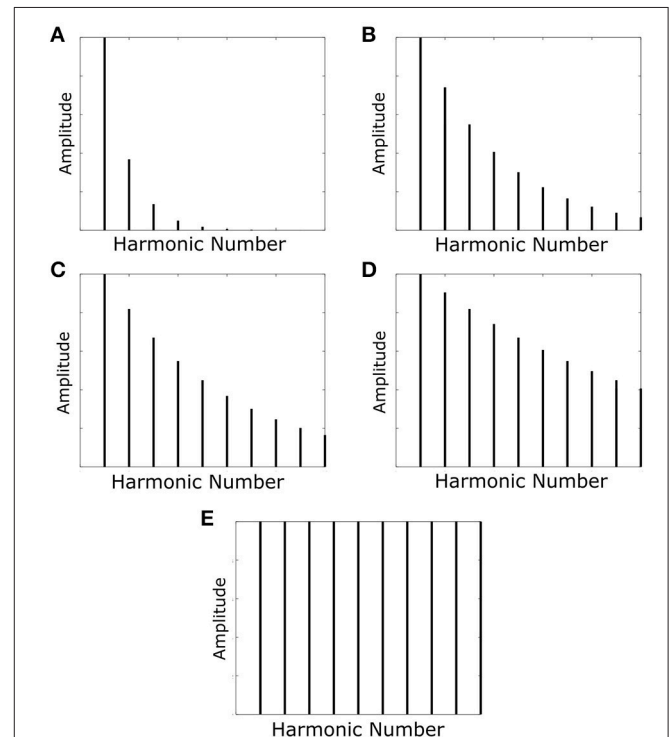 A
Amplitude
Harmonic Number
B
Amplitude
Harmonic Number
C
Amplitude
Harmonic Number
D
Amplitude
Harmonic Number
E
Amplitude
Harmonic Number